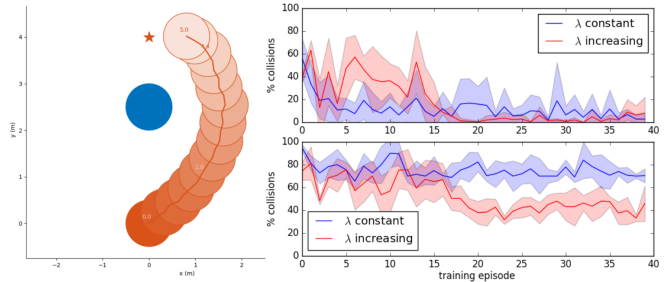 5.0
0.0
4
3
2
1
0
y (m)
-2
-1
0
1
2
x (m)
100
80
60
40
20
0
% collisions
λ constant
λ increasing
0 5 10 15 20 25 30 35 40
100
80
60
40
20
0
% collisions
λ constant
λ increasing
0 5 10 15 20 25 30 35 40
training episode